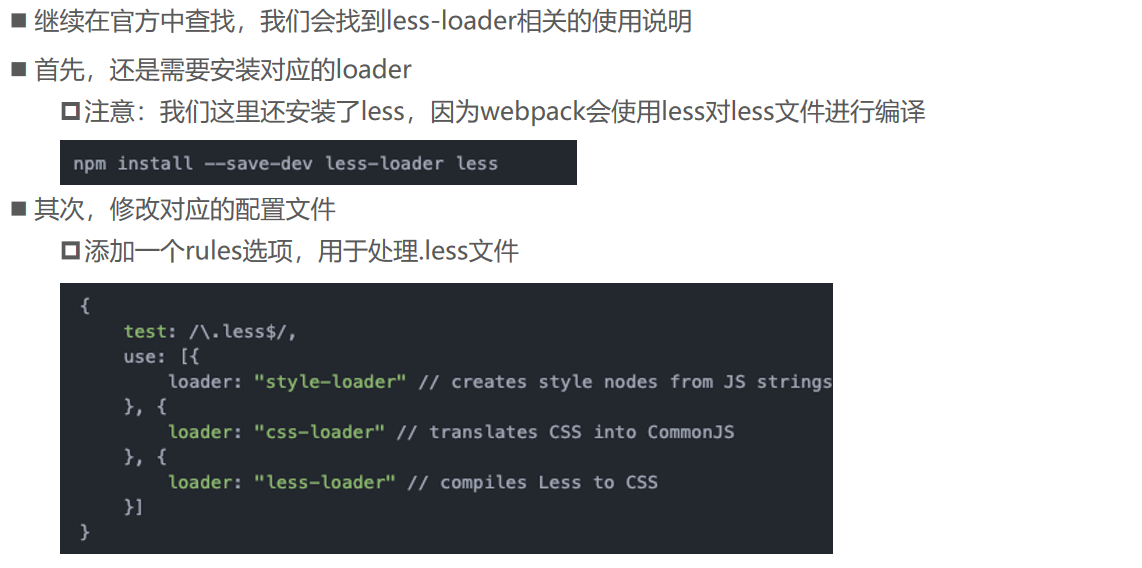 ■ 继续在官方中查找，我们会找到less-loader相关的使用说明
■ 首先，还是需要安装对应的loader
注意：我们这里还安装了less，因为webpack会使用less对less文件进行编译
npm install --save-dev less-loader less
■ 其次，修改对应的配置文件
添加一个rules选项，用于处理.less文件
{
    test: /\.less$/,
    use: [{
        loader: "style-loader" // creates style nodes from JS strings
    }, {
        loader: "css-loader" // translates CSS into CommonJS
    }, {
        loader: "less-loader" // compiles Less to CSS
    }]
}